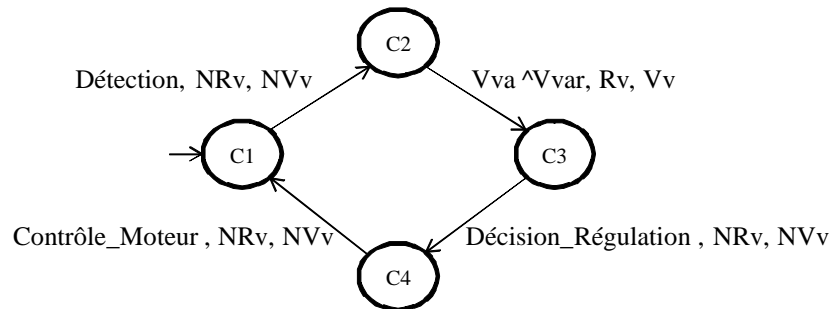 C2
Détection, NRv, NVv
Vva ^Vvar, Rv, Vv
C1
C3
Contrôle_Moteur , NRv, NVv
Décision_Régulation , NRv, NVv
C4